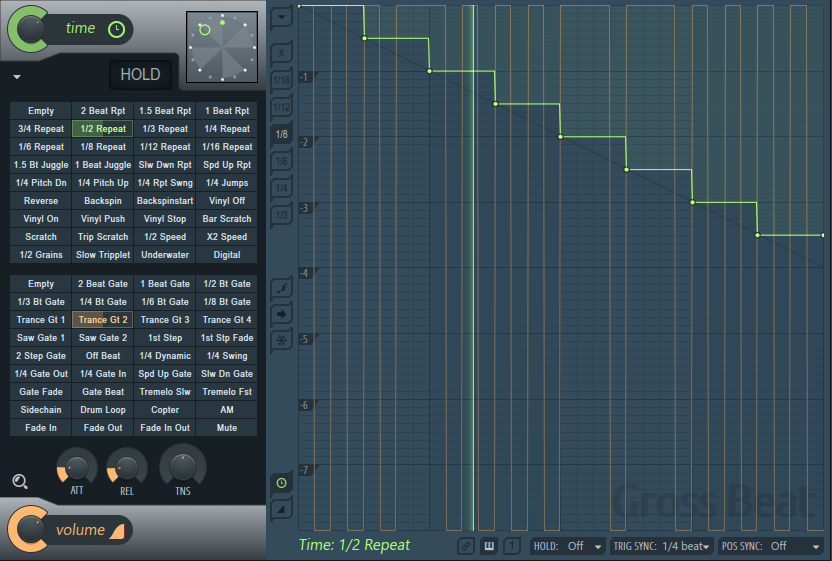 time
HOLD
Empty 2 Beat Rpt 1.5 Beat Rpt 1 Beat Rpt
3/4 Repeat 1/2 Repeat 1/3 Repeat 1/4 Repeat
1/6 Repeat 1/8 Repeat 1/12 Repeat 1/16 Repeat
1.5 Bt Juggle 1 Beat Juggle Slw Dwn Rpt Spd Up Rpt
1/4 Pitch Dn 1/4 Pitch Up 1/4 Rpt Swng 1/4 Jumps
Reverse Backspin Backspinstart Vinyl Off
Vinyl On Vinyl Push Vinyl Stop Bar Scratch
Scratch Trip Scratch 1/2 Speed X2 Speed
1/2 Grains Slow Tripplet Underwater Digital
Empty 2 Beat Gate 1 Beat Gate 1/2 Bt Gate
1/3 Bt Gate 1/4 Bt Gate 1/6 Bt Gate 1/8 Bt Gate
Trance Gt 1 Trance Gt 2 Trance Gt 3 Trance Gt 4
Saw Gate 1 Saw Gate 2 1st Step 1st Stp Fade
2 Step Gate Off Beat 1/4 Dynamic 1/4 Swing
1/4 Gate Out 1/4 Gate In Spd Up Gate Slw Dn Gate
Gate Fade Gate Beat Tremelo Slw Tremelo Fst
Sidechain Drum Loop Copter AM
Fade In Fade Out Fade In Out Mute
ATT REL TNS
volume
X
1/16
1/12
1/8
1/6
1/4
1/3
-1
-2
-3
-4
-5
-6
-7
Gross Beat
Time: 1/2 Repeat
1
HOLD: Off
TRIG SYNC: 1/4 beat
POS SYNC: Off